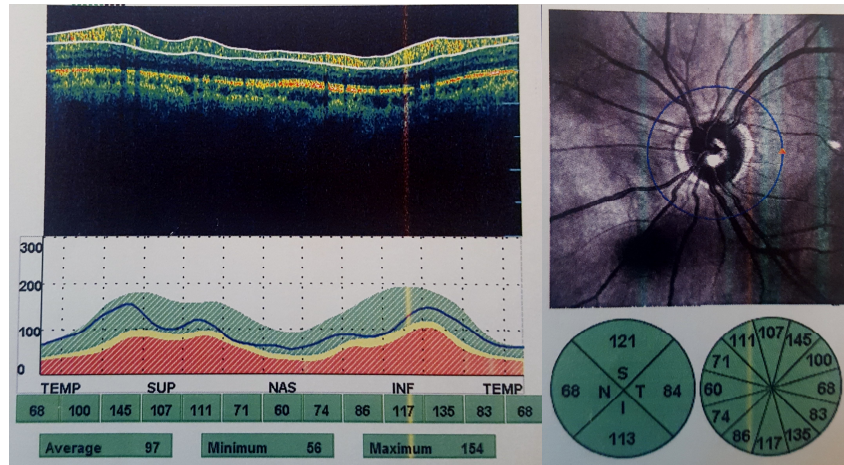 300
200
100
0
TEMP SUP NAS INF TEMP
68 100 145 107 111 71 60 74 86 117 135 83 68
Average 97 Minimum 56 Maximum 154
121
S
68 N T 84
I
113
107
111 145
71 100
60 68
74 83
86 135
117